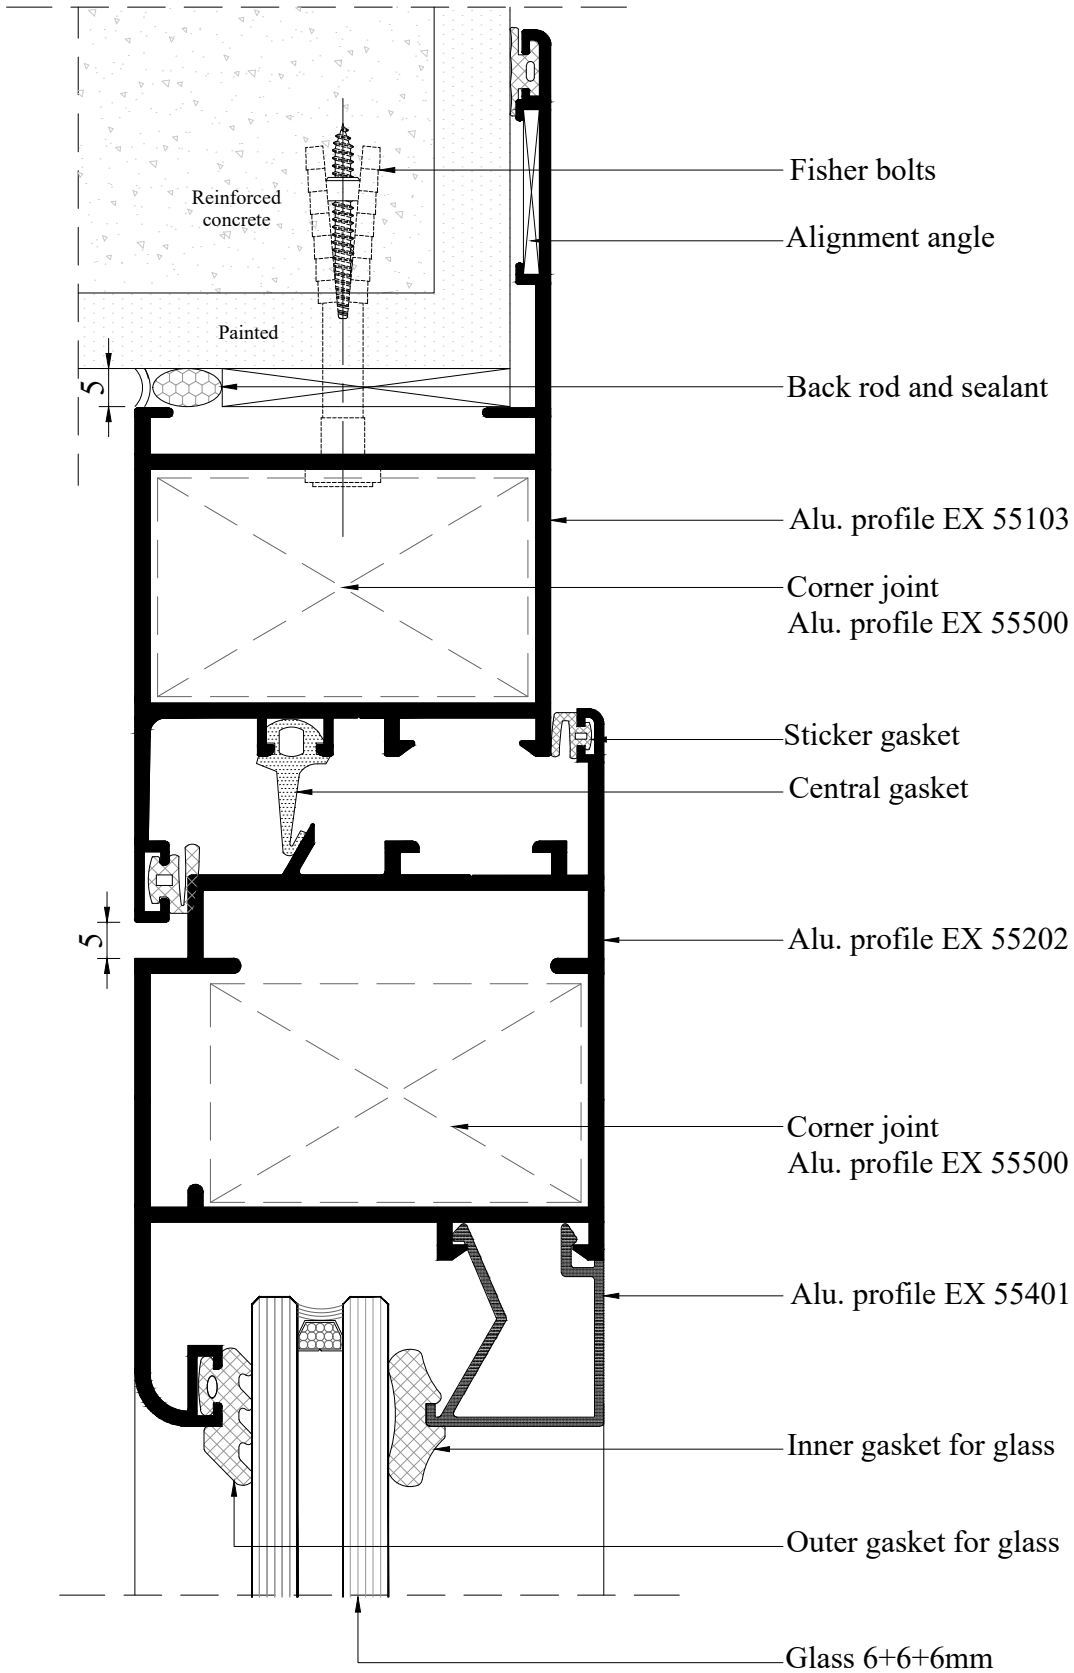 Fisher bolts
Reinforced
concrete
Alignment angle
Painted
5
Back rod and sealant
Alu. profile EX 55103
Corner joint
Alu. profile EX 55500
Sticker gasket
Central gasket
5
Alu. profile EX 55202
Corner joint
Alu. profile EX 55500
Alu. profile EX 55401
Inner gasket for glass
Outer gasket for glass
Glass 6+6+6mm